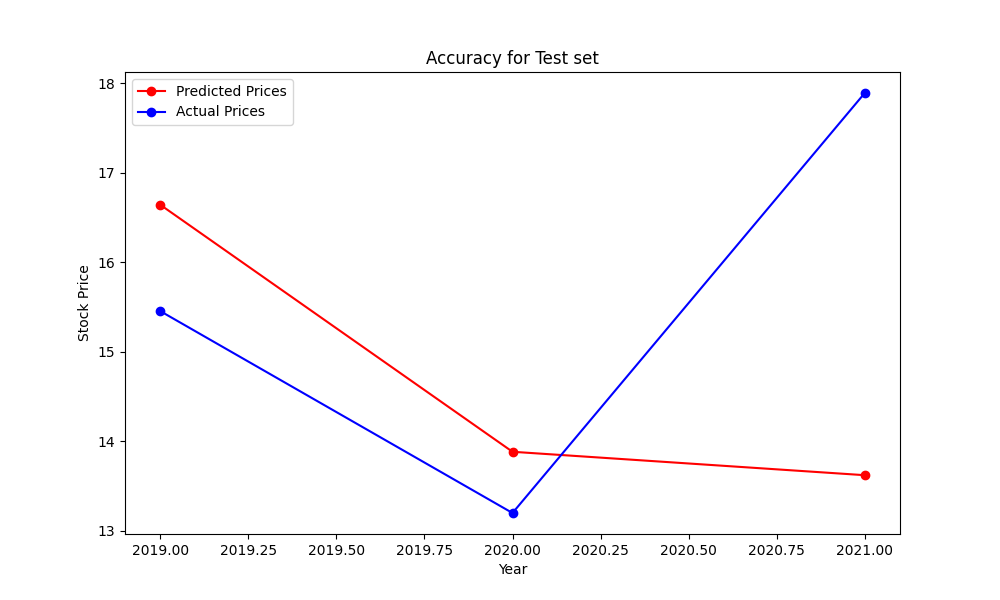 Accuracy for Test set
Predicted Prices
Actual Prices
18
17
16
15
14
13
Stock Price
2019.00 2019.25 2019.50 2019.75 2020.00 2020.25 2020.50 2020.75 2021.00
Year